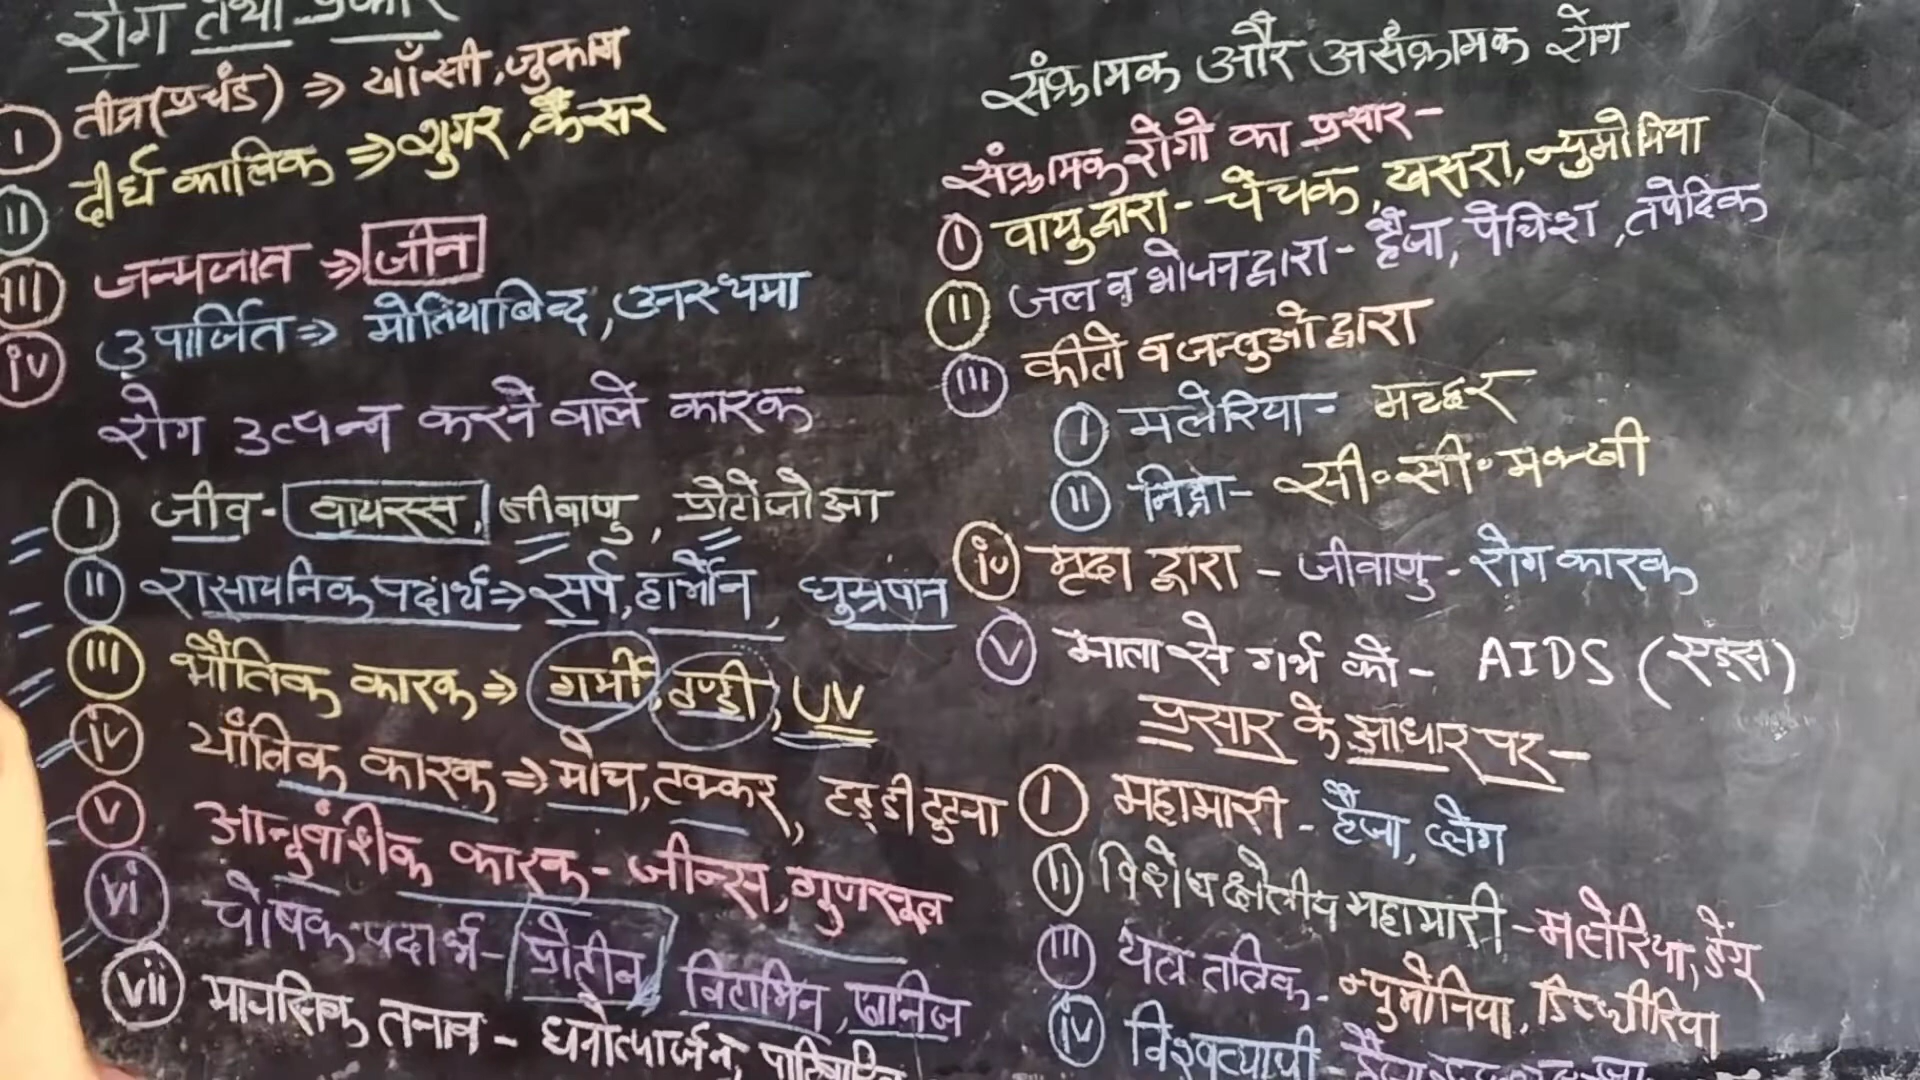 रोग तथा प्रकार
I तीव्र(प्रचंड) ⇒ खाँसी, जुकाम
II दीर्घ कालिक ⇒ शुगर, कैंसर
III जन्मजात ⇒ जीन
iv उपार्जित ⇒ मोतियाबिन्द, अस्थमा
रोग उत्पन्न करने वाले कारक
I जीव - वायरस, जीवाणु, प्रोटोजोआ
II रासायनिक पदार्थ ⇒ सर्प, हार्मोन, धुम्रपान
III भौतिक कारक ⇒ गर्मी, ठण्डी, UV
iv यांत्रिक कारक ⇒ मोच, टक्कर, हड्डी टुटना
V आनुवांशिक कारक - जीन्स, गुणसूत्र
vi पोषक पदार्थ - प्रोटीन, विटामिन, खनिज
vii मानसिक तनाव -
संक्रामक और असंक्रामक रोग
संक्रामक रोगो का प्रसार -
I वायु द्वारा - चेचक, खसरा, न्युमोनिया
II जल व भोजन द्वारा - हैजा, पेचिश, तपेदिक
III कीटो व जन्तुओ द्वारा
I मलेरिया - मच्छर
II निद्रा - सी॰सी॰ मक्खी
iv मृदा द्वारा - जीवाणु - रोग कारक
V माता से गर्भ को - AIDS (एड्स)
प्रसार के आधार पर -
I महामारी - हैजा, प्लेग
II विशेष क्षेत्रीय महामारी - मलेरिया, डेंगू
III यत्र तत्रिक - न्युमोनिया, डिप्थीरिया
iv विश्वव्यापी - हैजा